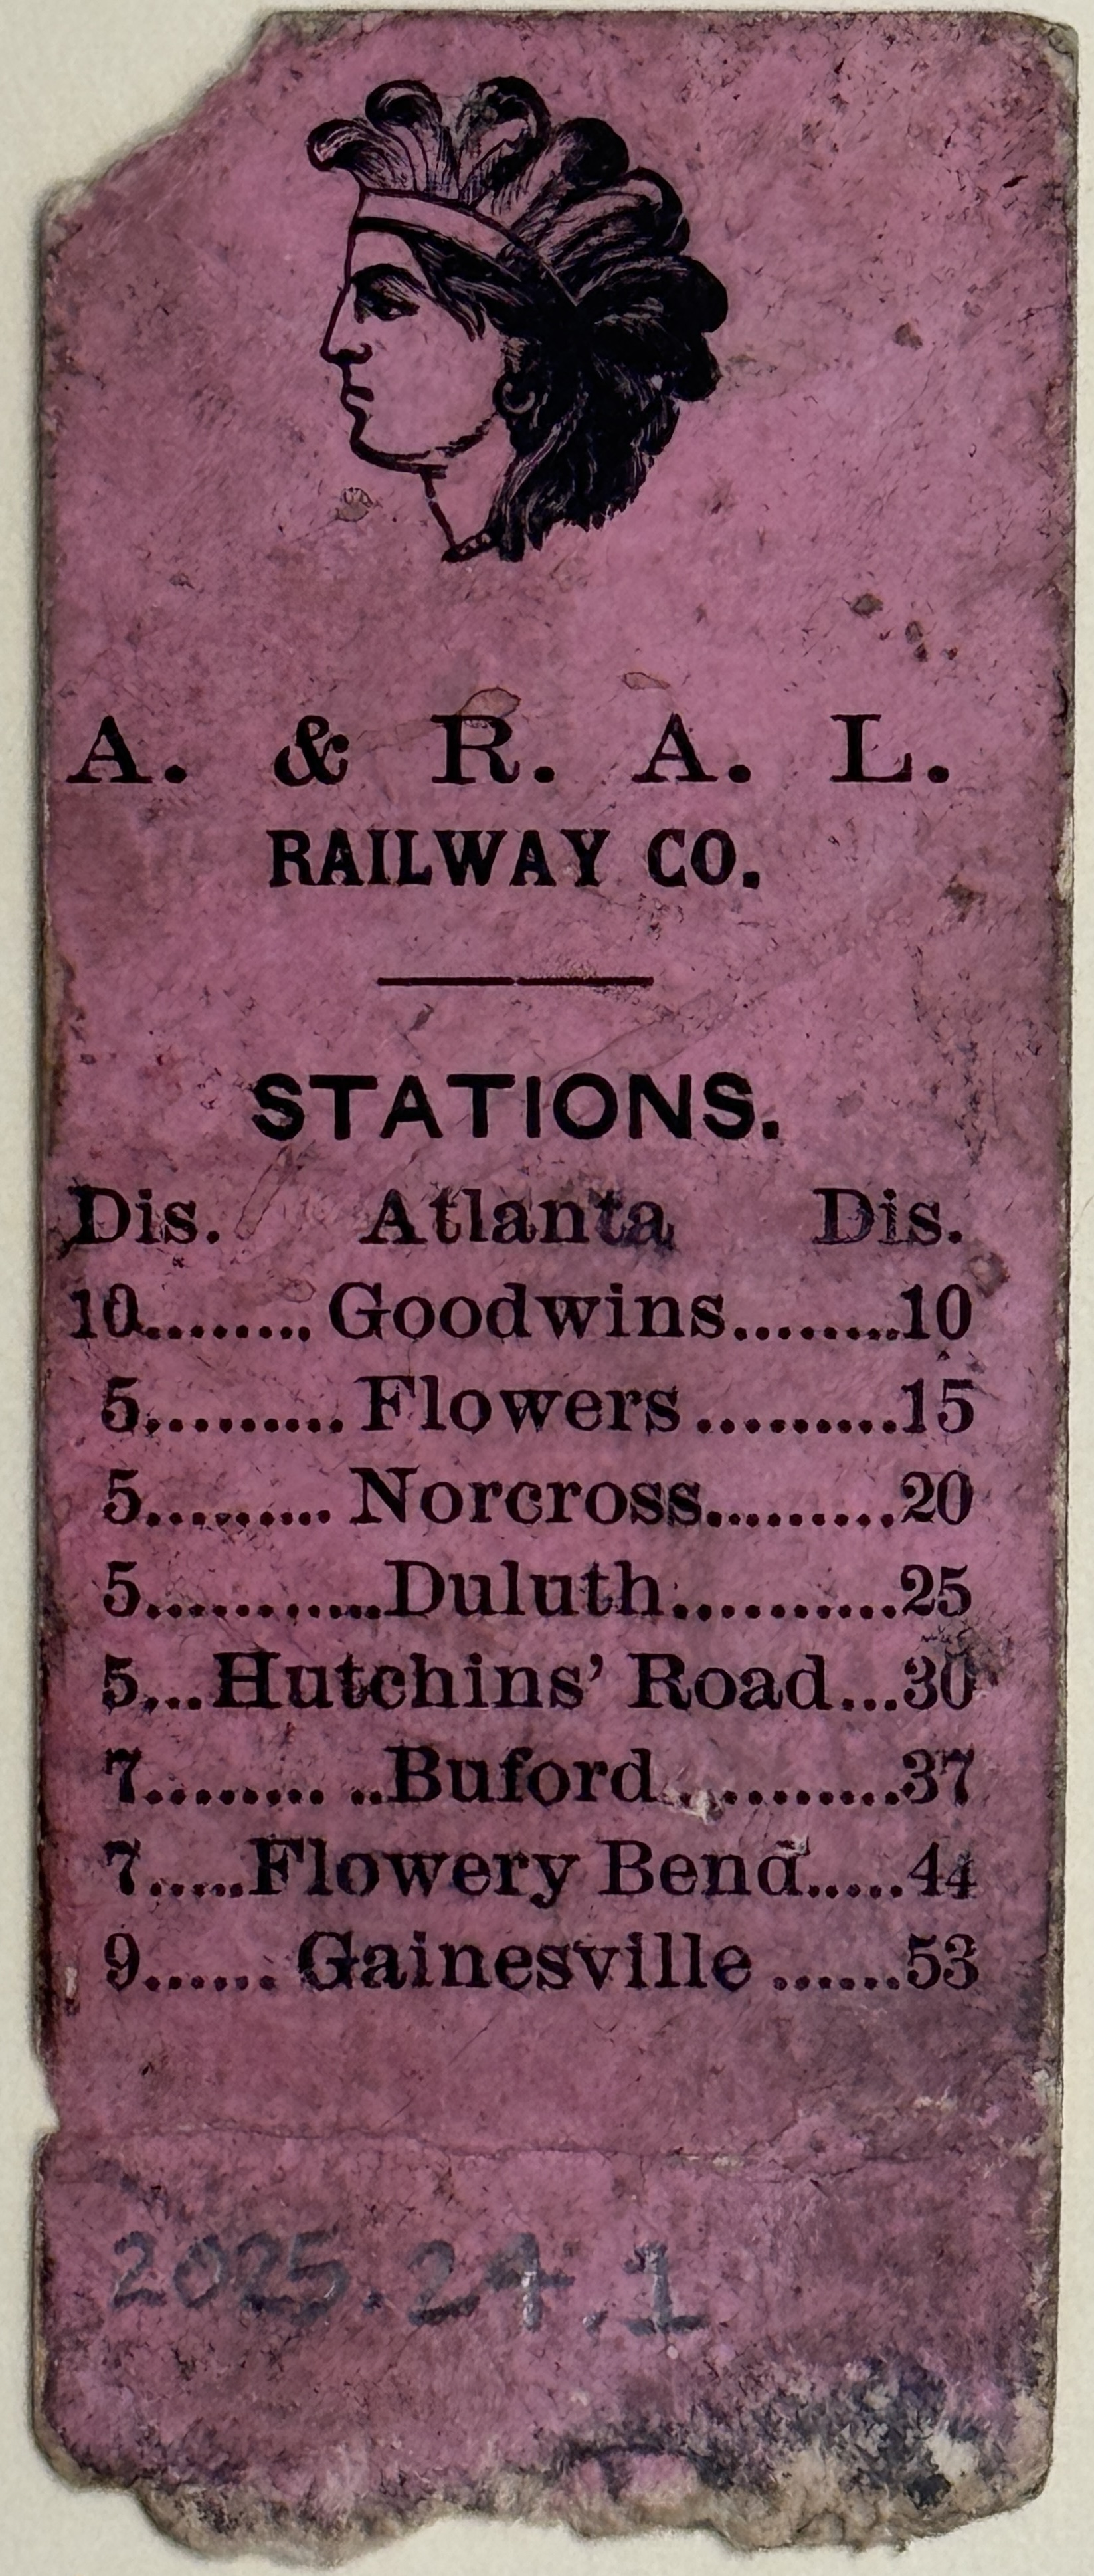 A. & R. A. L.
RAILWAY CO.
STATIONS.
Dis. Atlanta Dis.
10........ Goodwins........10
5.......... Flowers..........15
5.......... Norcross..........20
5............Duluth...........25
5...Hutchins' Road...30
7......... ..Buford............37
7.....Flowery Bend.....44
9...... Gainesville ......53
2025.24.1